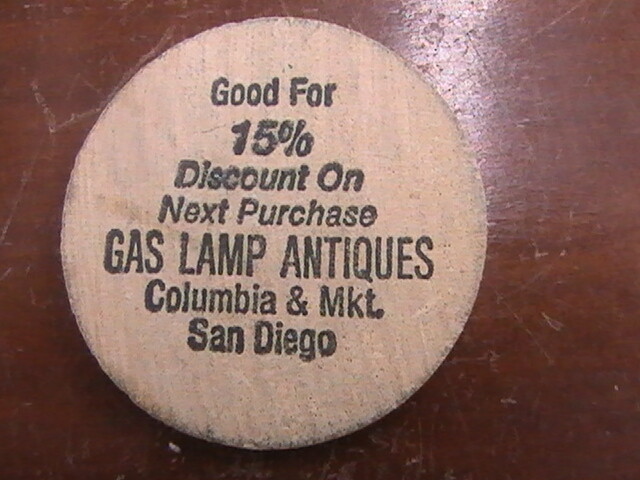 Good For
15%
Discount On
Next Purchase
GAS LAMP ANTIQUES
Columbia & Mkt.
San Diego